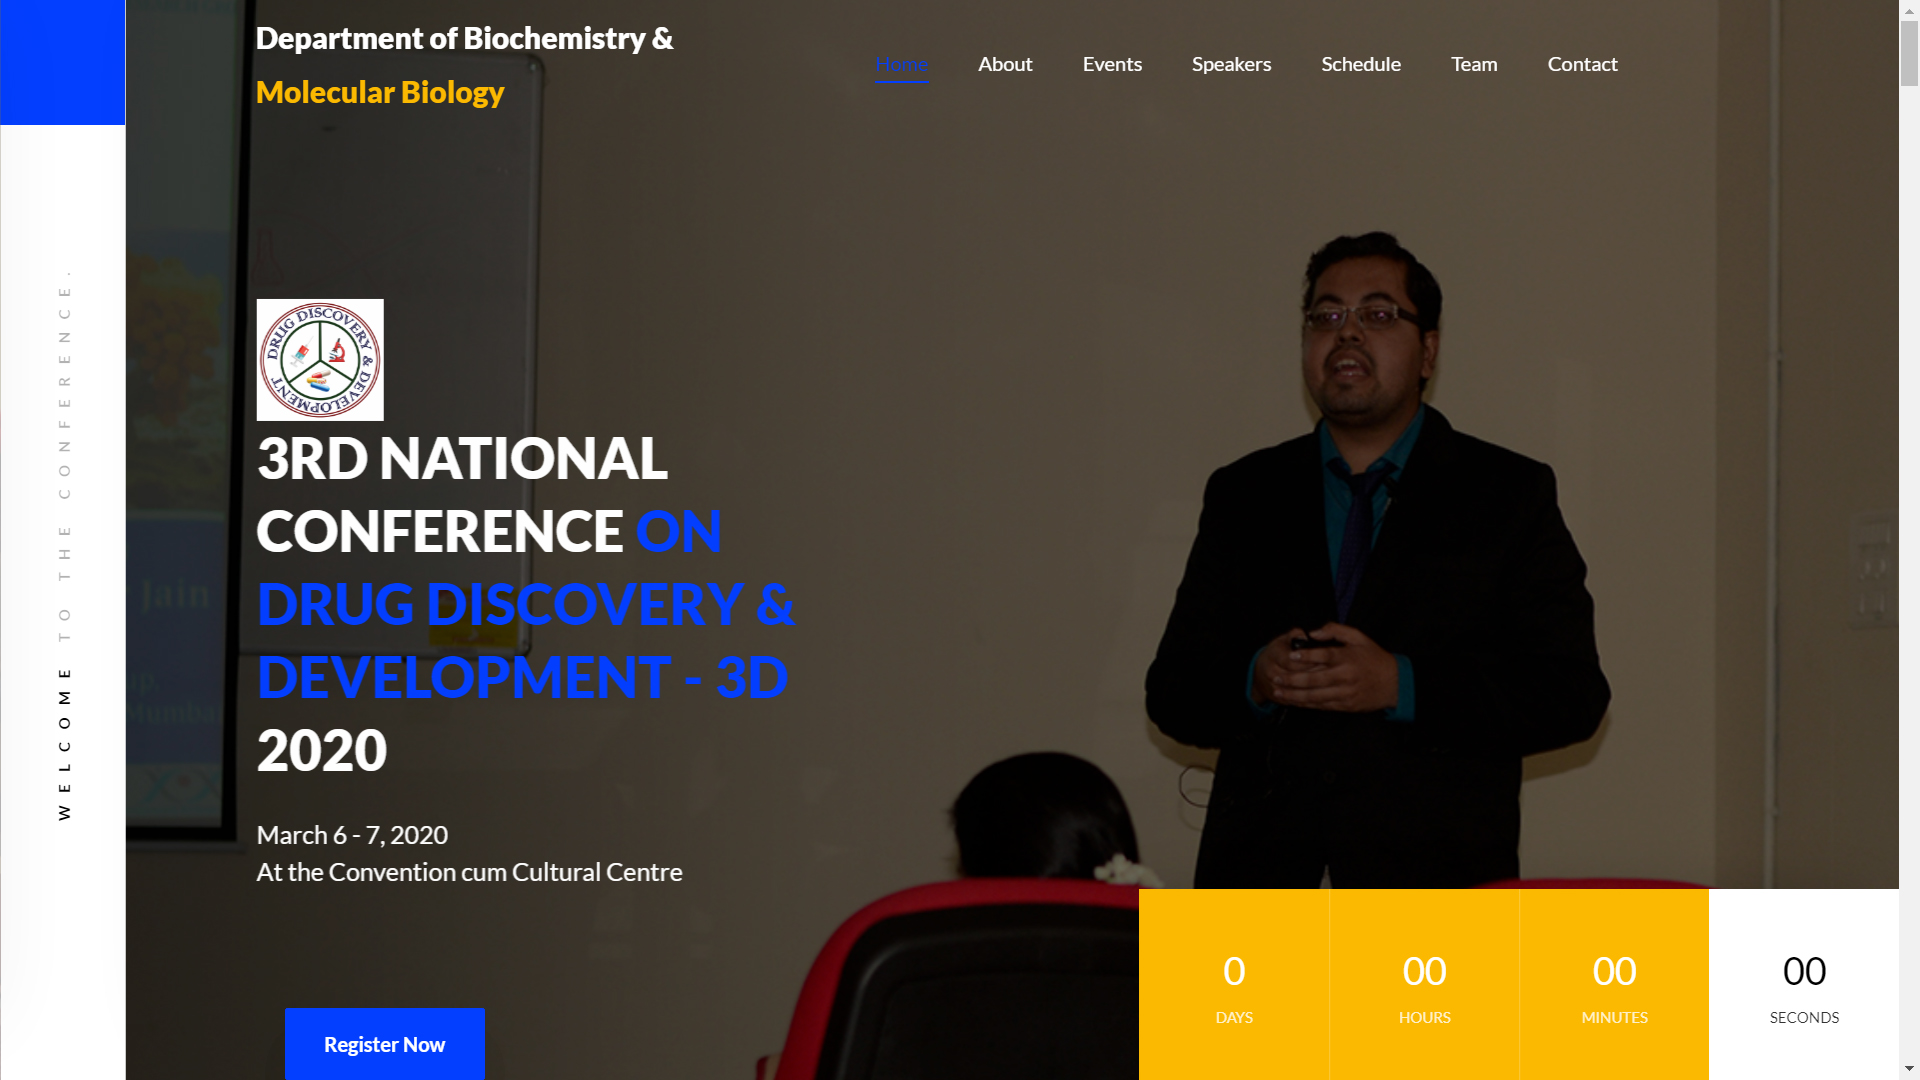 Department of Biochemistry &
Molecular Biology
Home
About
Events
Speakers
Schedule
Team
Contact
WELCOME TO THE CONFERENCE.
DRUG DISCOVERY & DEVELOPMENT
3RD NATIONAL
CONFERENCE ON
DRUG DISCOVERY &
DEVELOPMENT - 3D
2020
March 6 - 7, 2020
At the Convention cum Cultural Centre
Register Now
Jain
0
DAYS
00
HOURS
00
MINUTES
00
SECONDS